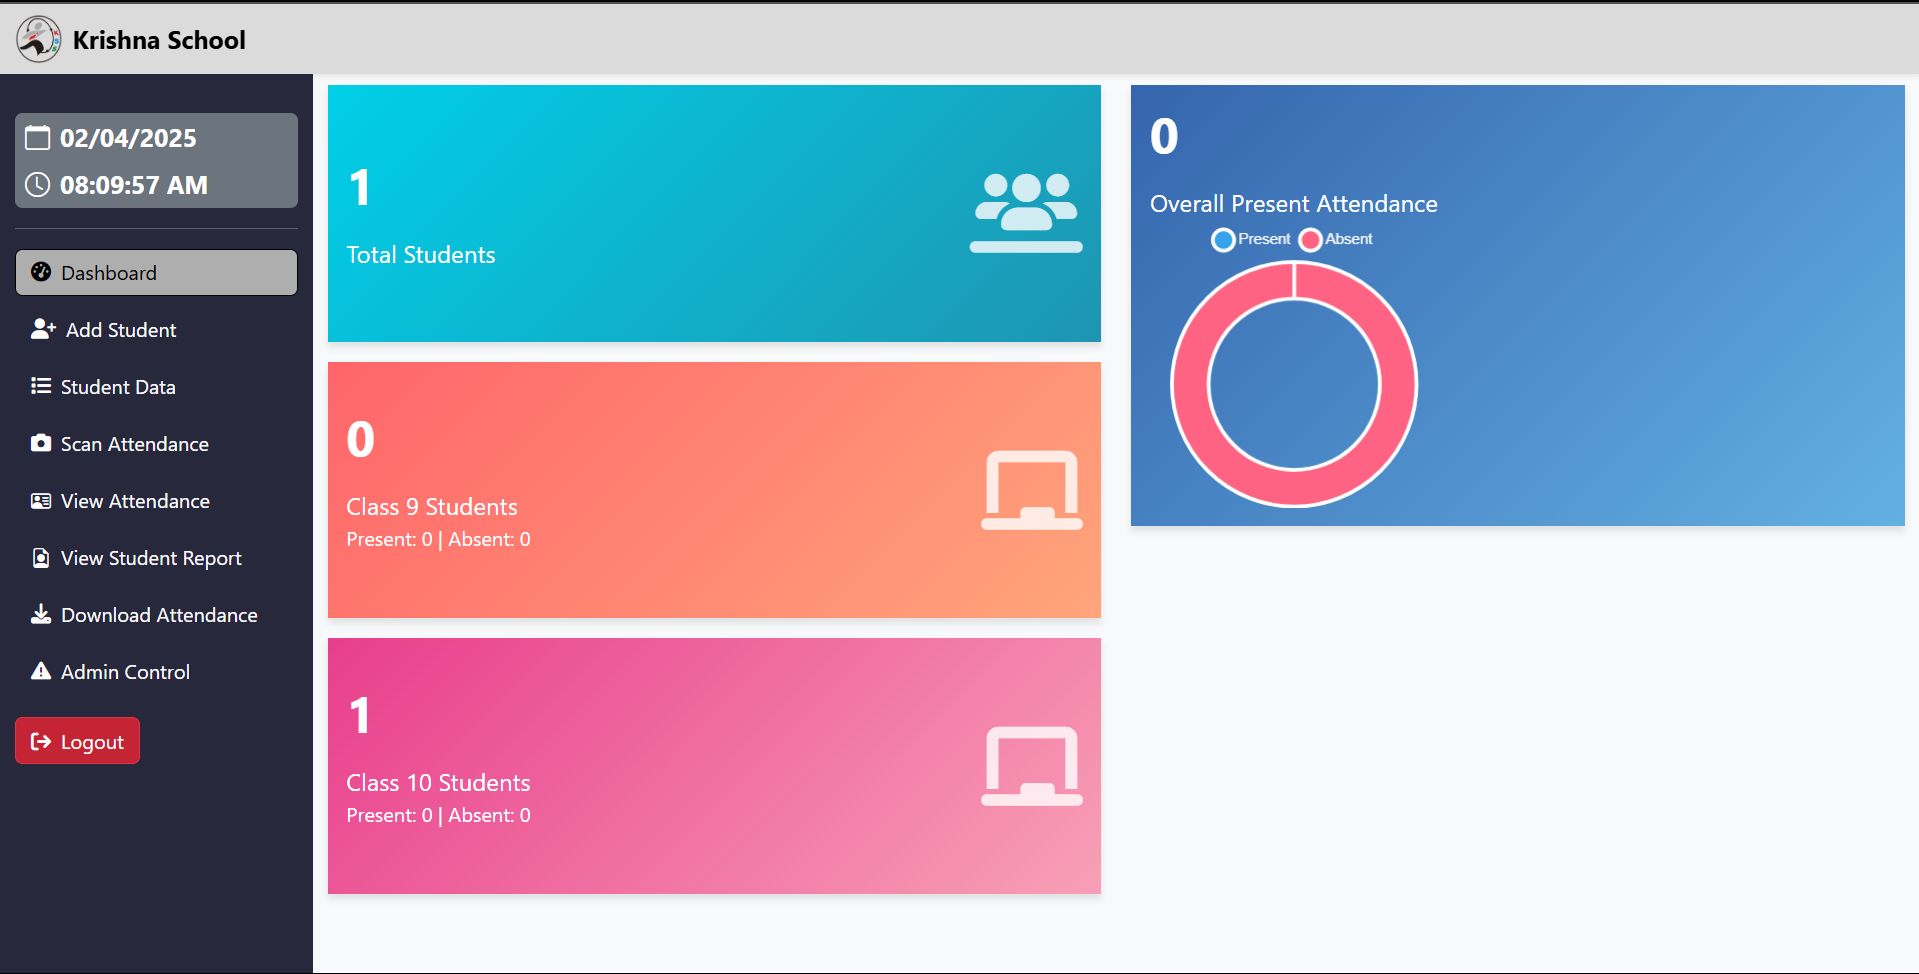 Krishna School
02/04/2025
08:09:57 AM
Dashboard
Add Student
Student Data
Scan Attendance
View Attendance
View Student Report
Download Attendance
Admin Control
Logout
1
Total Students
0
Class 9 Students
Present: 0 | Absent: 0
1
Class 10 Students
Present: 0 | Absent: 0
0
Overall Present Attendance
Present Absent